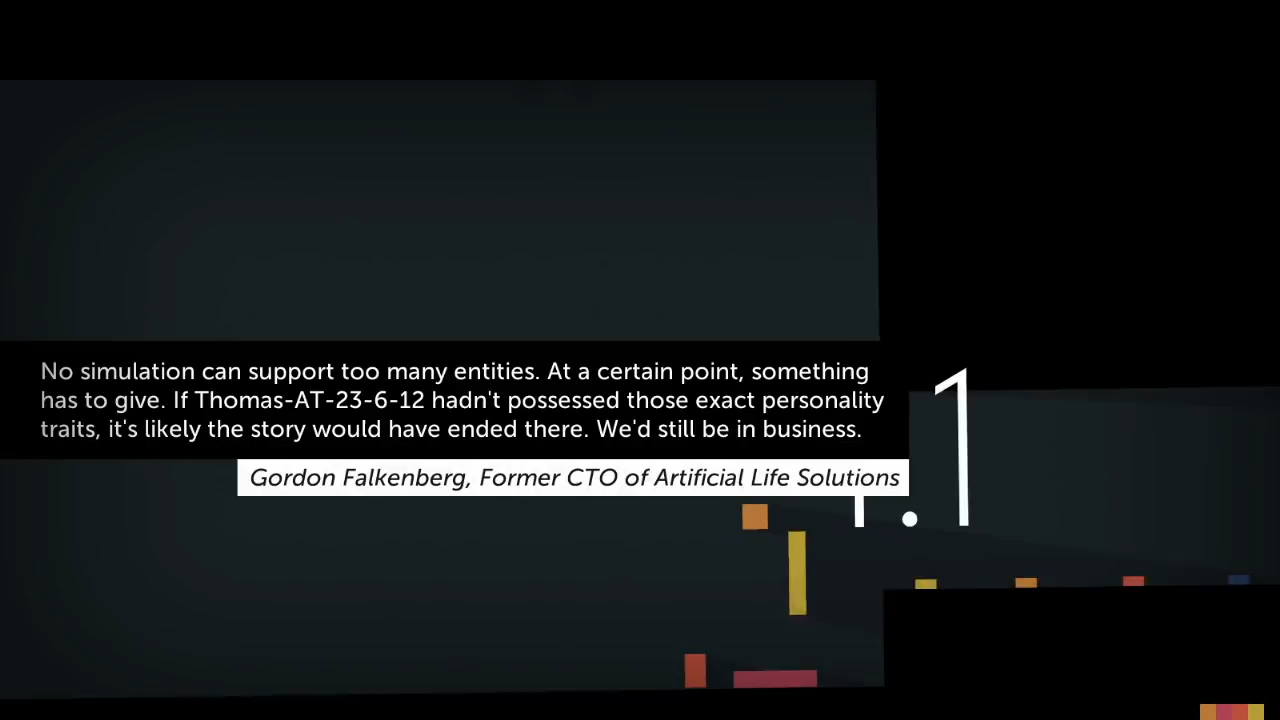 No simulation can support too many entities. At a certain point, something
has to give. If Thomas-AT-23-6-12 hadn't possessed those exact personality
traits, it's likely the story would have ended there. We'd still be in business.
Gordon Falkenberg, Former CTO of Artificial Life Solutions
.1